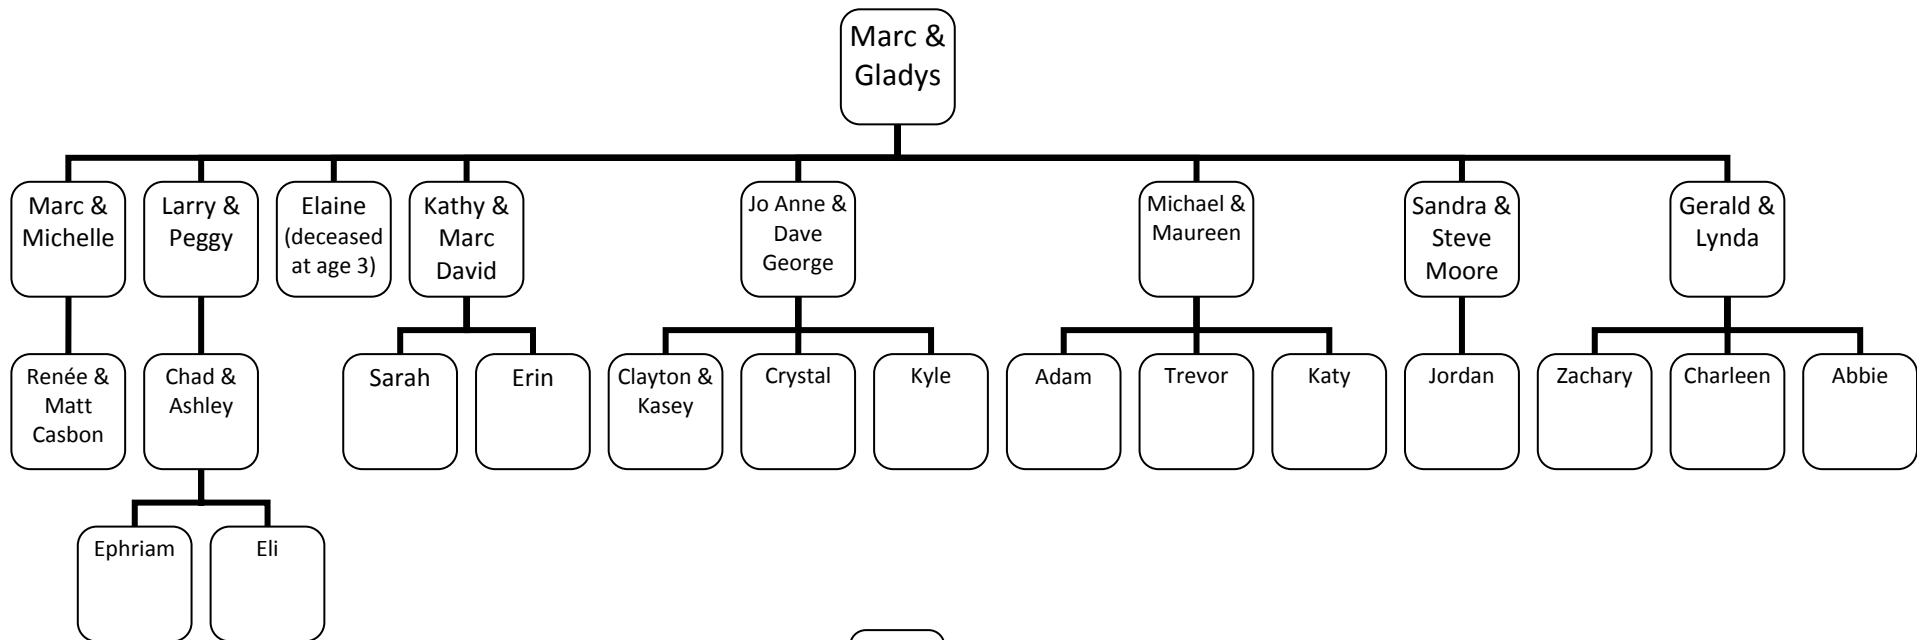 Marc &
Gladys
Marc &
Michelle
Larry &
Peggy
Elaine
(deceased
at age 3)
Kathy &
Marc
David
Jo Anne &
Dave
George
Michael &
Maureen
Sandra &
Steve
Moore
Gerald &
Lynda
Renée &
Matt
Casbon
Chad &
Ashley
Sarah
Erin
Clayton &
Kasey
Crystal
Kyle
Adam
Trevor
Katy
Jordan
Zachary
Charleen
Abbie
Ephriam
Eli